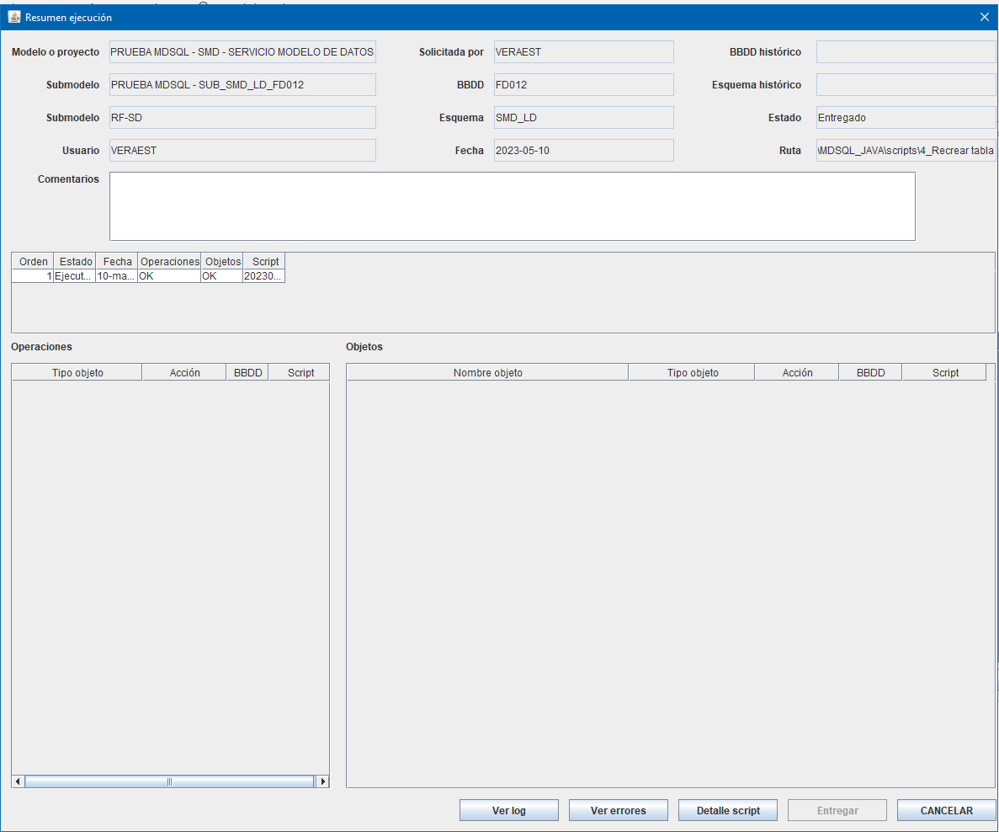 Resumen ejecución
Modelo o proyecto PRUEBA MDSQL - SMD - SERVICIO MODELO DE DATOS Solicitada por VERAEST BBDD histórico
Submodelo PRUEBA MDSQL - SUB_SMD_LD_FD012 BBDD FD012 Esquema histórico
Submodelo RF-SD Esquema SMD_LD Estado Entregado
Usuario VERAEST Fecha 2023-05-10 Ruta \MDSQL_JAVA\scripts\4_Recrear tabla
Comentarios
Orden Estado Fecha Operaciones Objetos Script
1 Ejecut... 10-ma... OK OK 20230...
Operaciones Objetos
Tipo objeto Acción BBDD Script Nombre objeto Tipo objeto Acción BBDD Script
Ver log Ver errores Detalle script Entregar CANCELAR